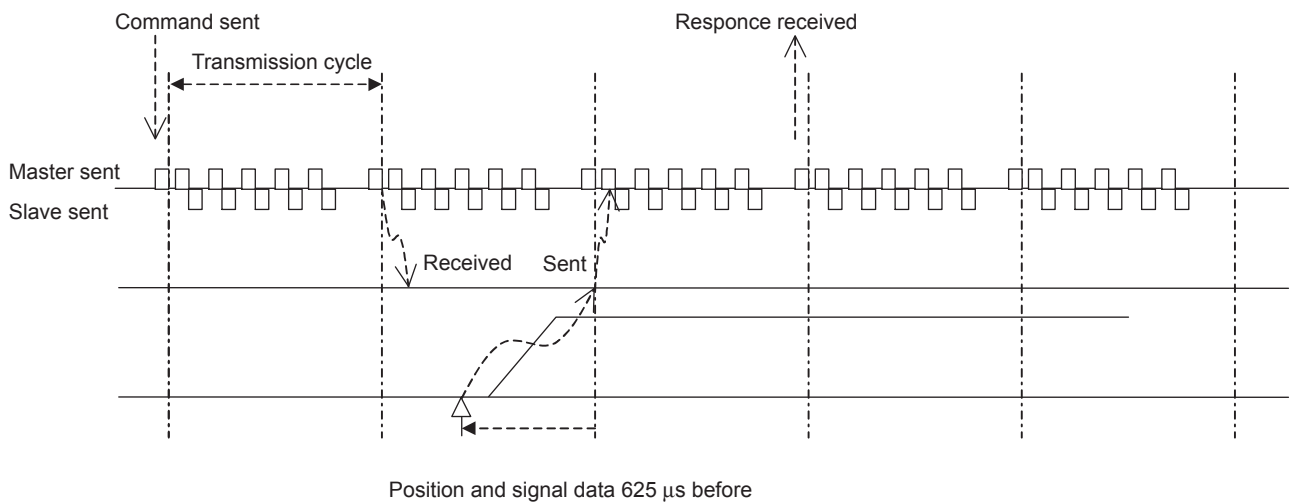 Command sent
Responce received
Transmission cycle
Master sent
Slave sent
Received
Sent
Position and signal data 625 μs before